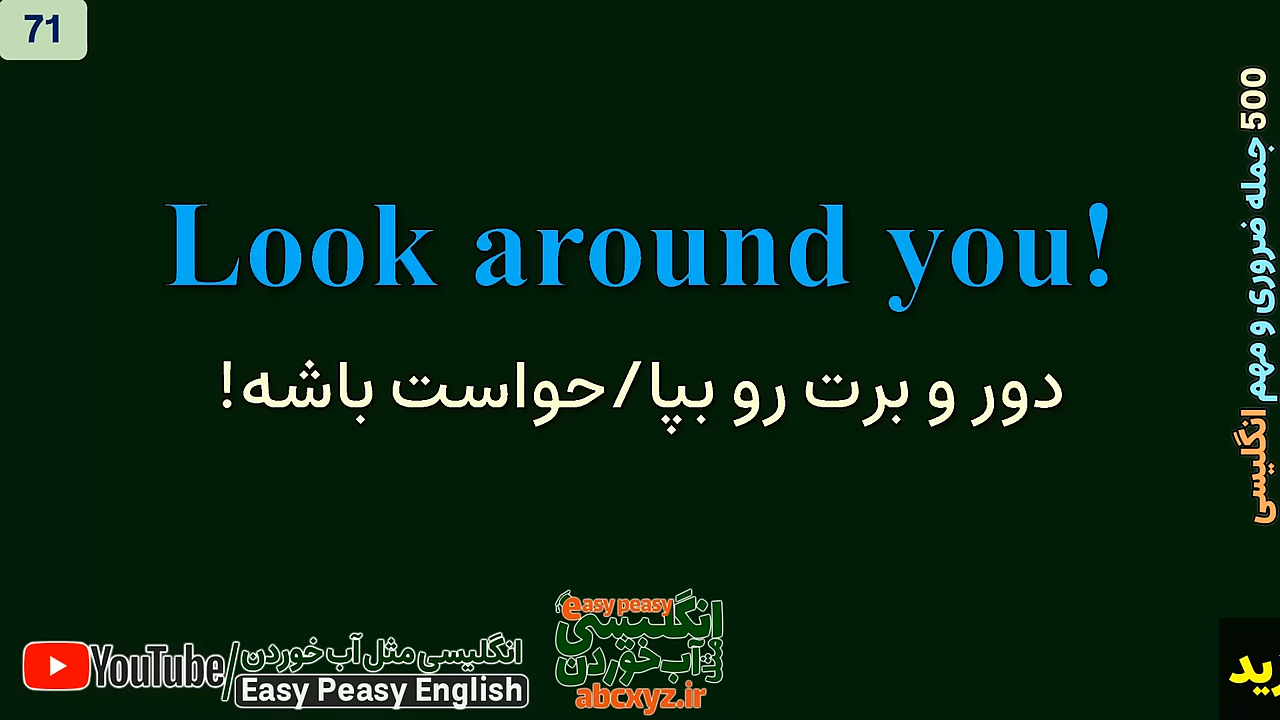 71
Look around you!
دور و برت رو بپا/حواست باشه!
500 جمله ضروری و مهم انگلیسی
YouTube/انگلیسی مثل آب خوردن
Easy Peasy English
easy peasy
انگلیسی
مثل آب خوردن
abcxyz.ir